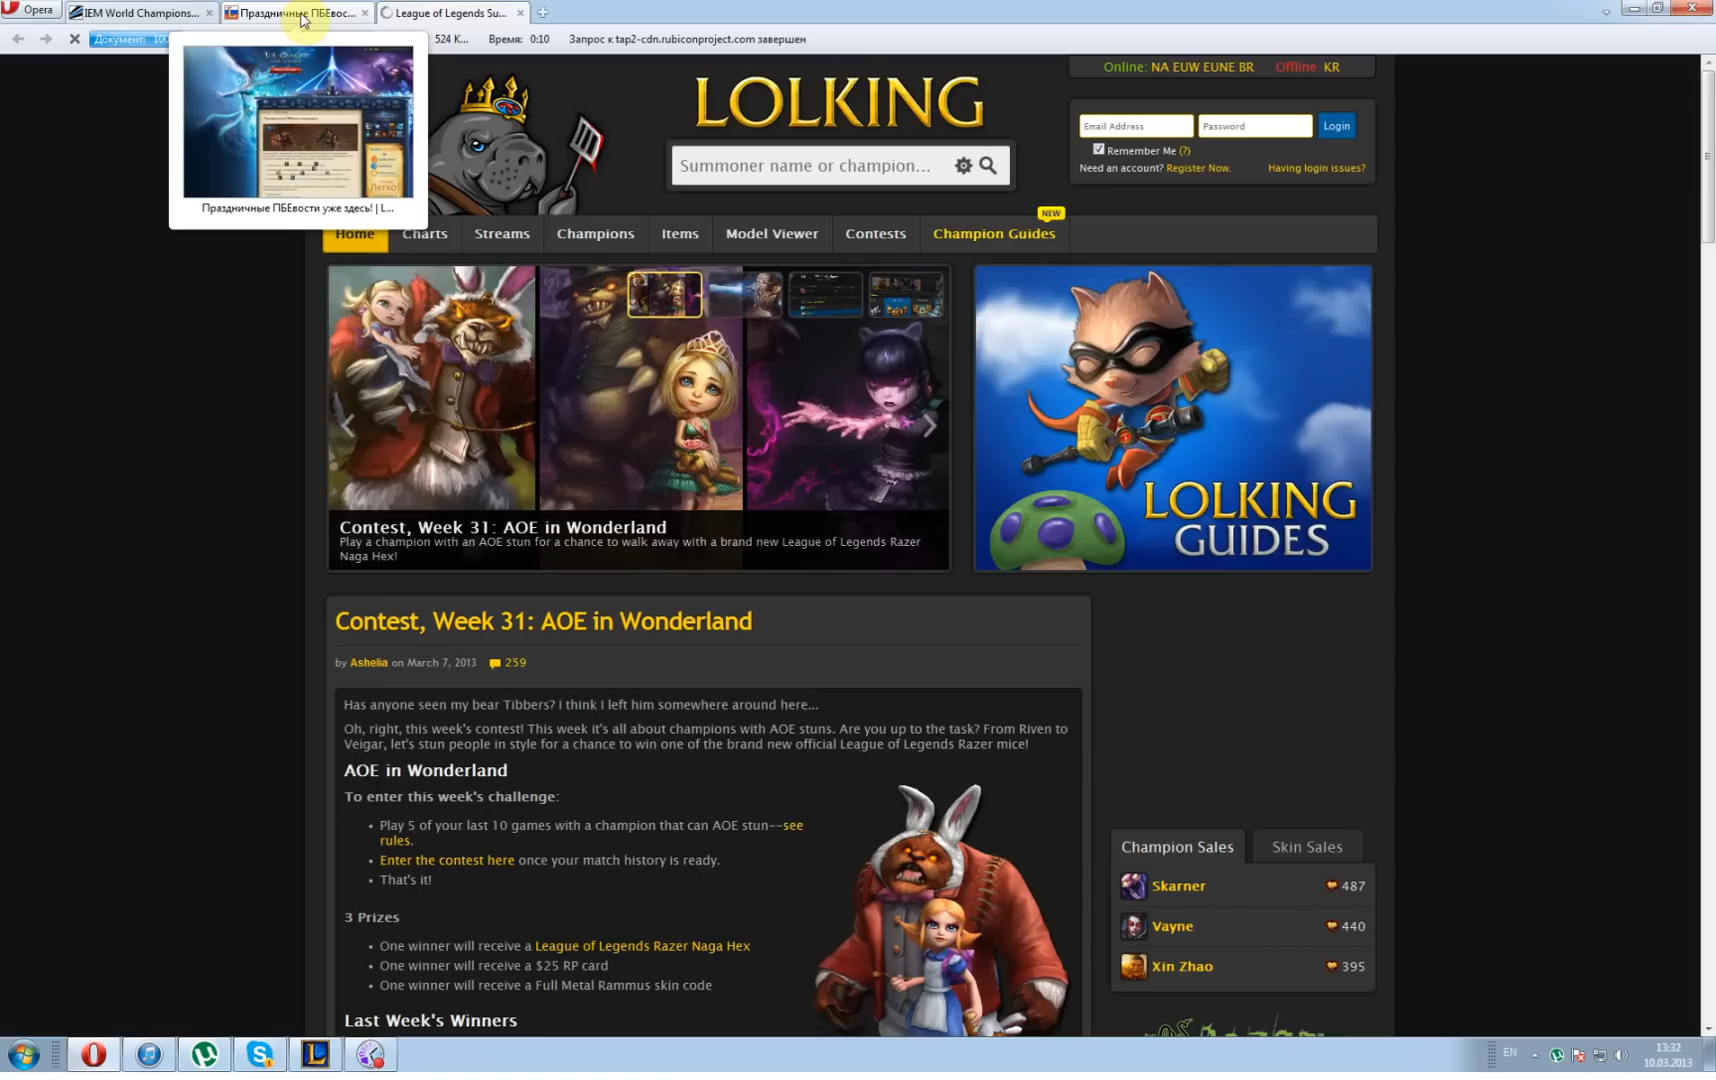 Opera
IEM World Champions...
Праздничные ПБЕвос...
League of Legends Su...
Документ: 100
524 K...
Время: 0:10
Запрос к tap2-cdn.rubiconproject.com завершен
Легко!
Праздничные ПБЕвости уже здесь! | L...
LOLKING
Summoner name or champion...
Online: NA EUW EUNE BR Offline: KR
Email Address
Password
Login
Remember Me (?)
Need an account? Register Now.
Having login issues?
NEW
Home
Charts
Streams
Champions
Items
Model Viewer
Contests
Champion Guides
Contest, Week 31: AOE in Wonderland
Play a champion with an AOE stun for a chance to walk away with a brand new League of Legends Razer
Naga Hex!
LOLKING
GUIDES
Contest, Week 31: AOE in Wonderland
by Ashelia on March 7, 2013 259
Has anyone seen my bear Tibbers? I think I left him somewhere around here...
Oh, right, this week's contest! This week it's all about champions with AOE stuns. Are you up to the task? From Riven to
Veigar, let's stun people in style for a chance to win one of the brand new official League of Legends Razer mice!
AOE in Wonderland
To enter this week's challenge:
• Play 5 of your last 10 games with a champion that can AOE stun--see
rules.
• Enter the contest here once your match history is ready.
• That's it!
3 Prizes
• One winner will receive a League of Legends Razer Naga Hex
• One winner will receive a $25 RP card
• One winner will receive a Full Metal Rammus skin code
Last Week's Winners
Champion Sales
Skin Sales
Skarner 487
Vayne 440
Xin Zhao 395
EN
13:32
10.03.2013